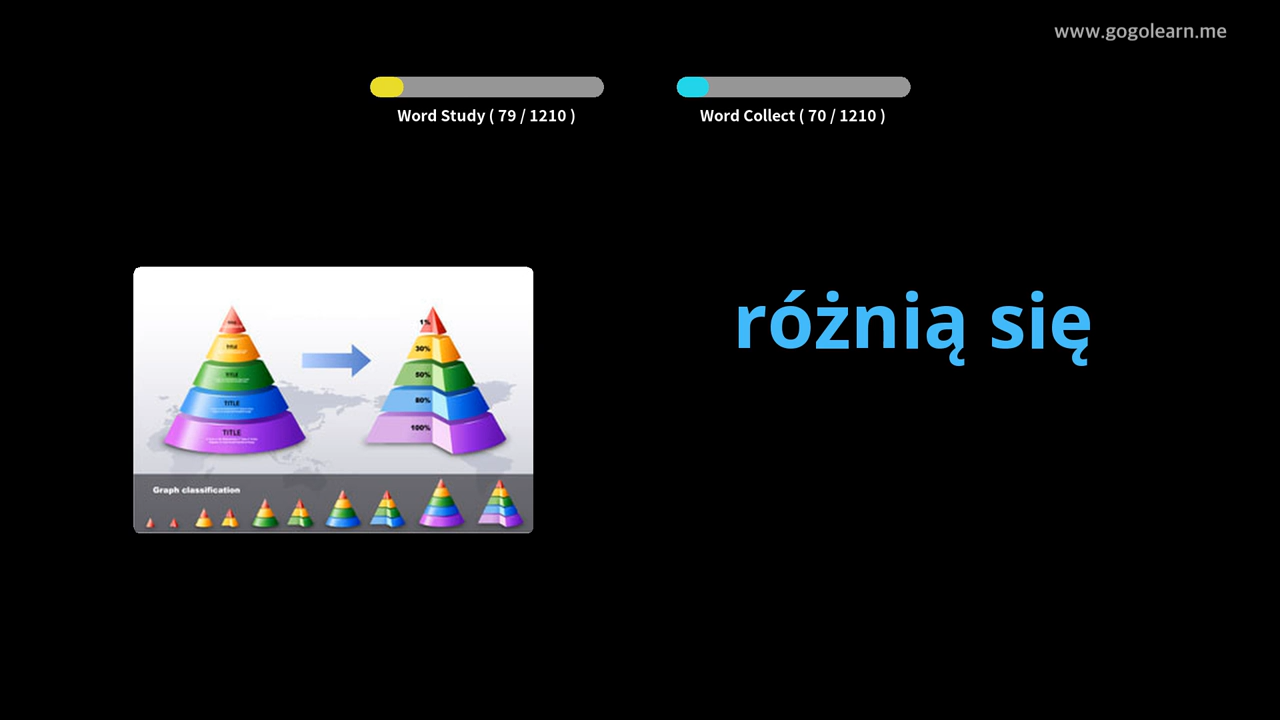 www.gogolearn.me
Word Study ( 79 / 1210 )
Word Collect ( 70 / 1210 )
różnią się
TITLE
TITLE
TITLE
TITLE
1%
30%
50%
80%
100%
Graph classification